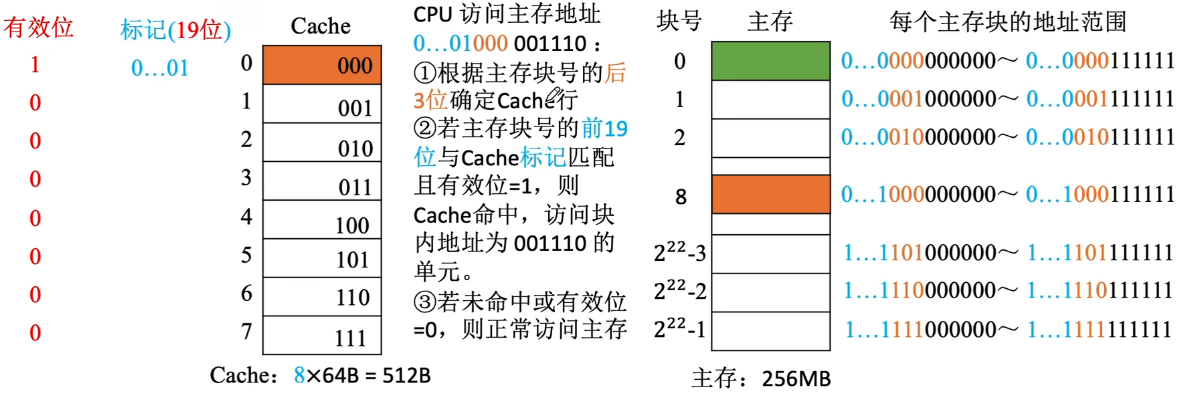 有效位 标记(19位) Cache
1 0…01 0 000
0 1 001
0 2 010
0 3 011
0 4 100
0 5 101
0 6 110
0 7 111
Cache：8×64B = 512B
CPU 访问主存地址
0…01000 001110：
①根据主存块号的后
3位确定Cache行
②若主存块号的前19
位与Cache标记匹配
且有效位=1，则
Cache命中，访问块
内地址为 001110 的
单元。
③若未命中或有效位
=0，则正常访问主存
块号 主存 每个主存块的地址范围
0 0…0000000000～ 0…0000111111
1 0…0001000000～ 0…0001111111
2 0…0010000000～ 0…0010111111
8 0…1000000000～ 0…1000111111
2²²-3 1…1101000000～ 1…1101111111
2²²-2 1…1110000000～ 1…1110111111
2²²-1 1…1111000000～ 1…1111111111
主存：256MB